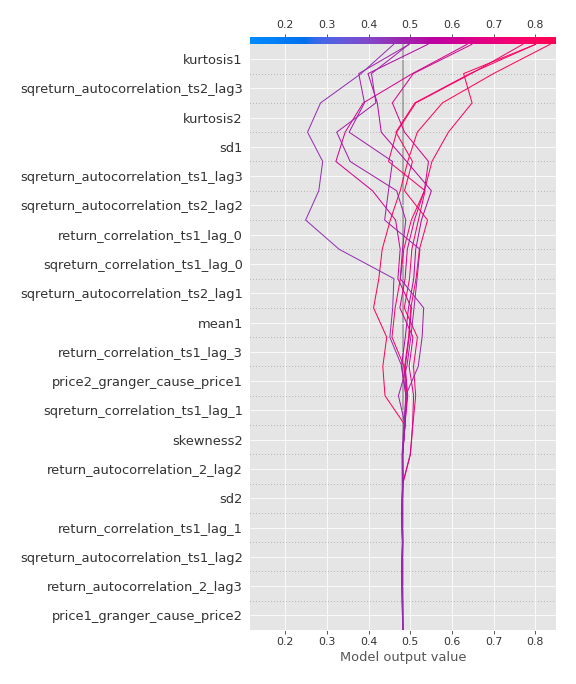 0.2 0.3 0.4 0.5 0.6 0.7 0.8
kurtosis1
sqreturn_autocorrelation_ts2_lag3
kurtosis2
sd1
sqreturn_autocorrelation_ts1_lag3
sqreturn_autocorrelation_ts2_lag2
return_correlation_ts1_lag_0
sqreturn_correlation_ts1_lag_0
sqreturn_autocorrelation_ts2_lag1
mean1
return_correlation_ts1_lag_3
price2_granger_cause_price1
sqreturn_correlation_ts1_lag_1
skewness2
return_autocorrelation_2_lag2
sd2
return_correlation_ts1_lag_1
sqreturn_autocorrelation_ts1_lag2
return_autocorrelation_2_lag3
price1_granger_cause_price2
0.2 0.3 0.4 0.5 0.6 0.7 0.8
Model output value